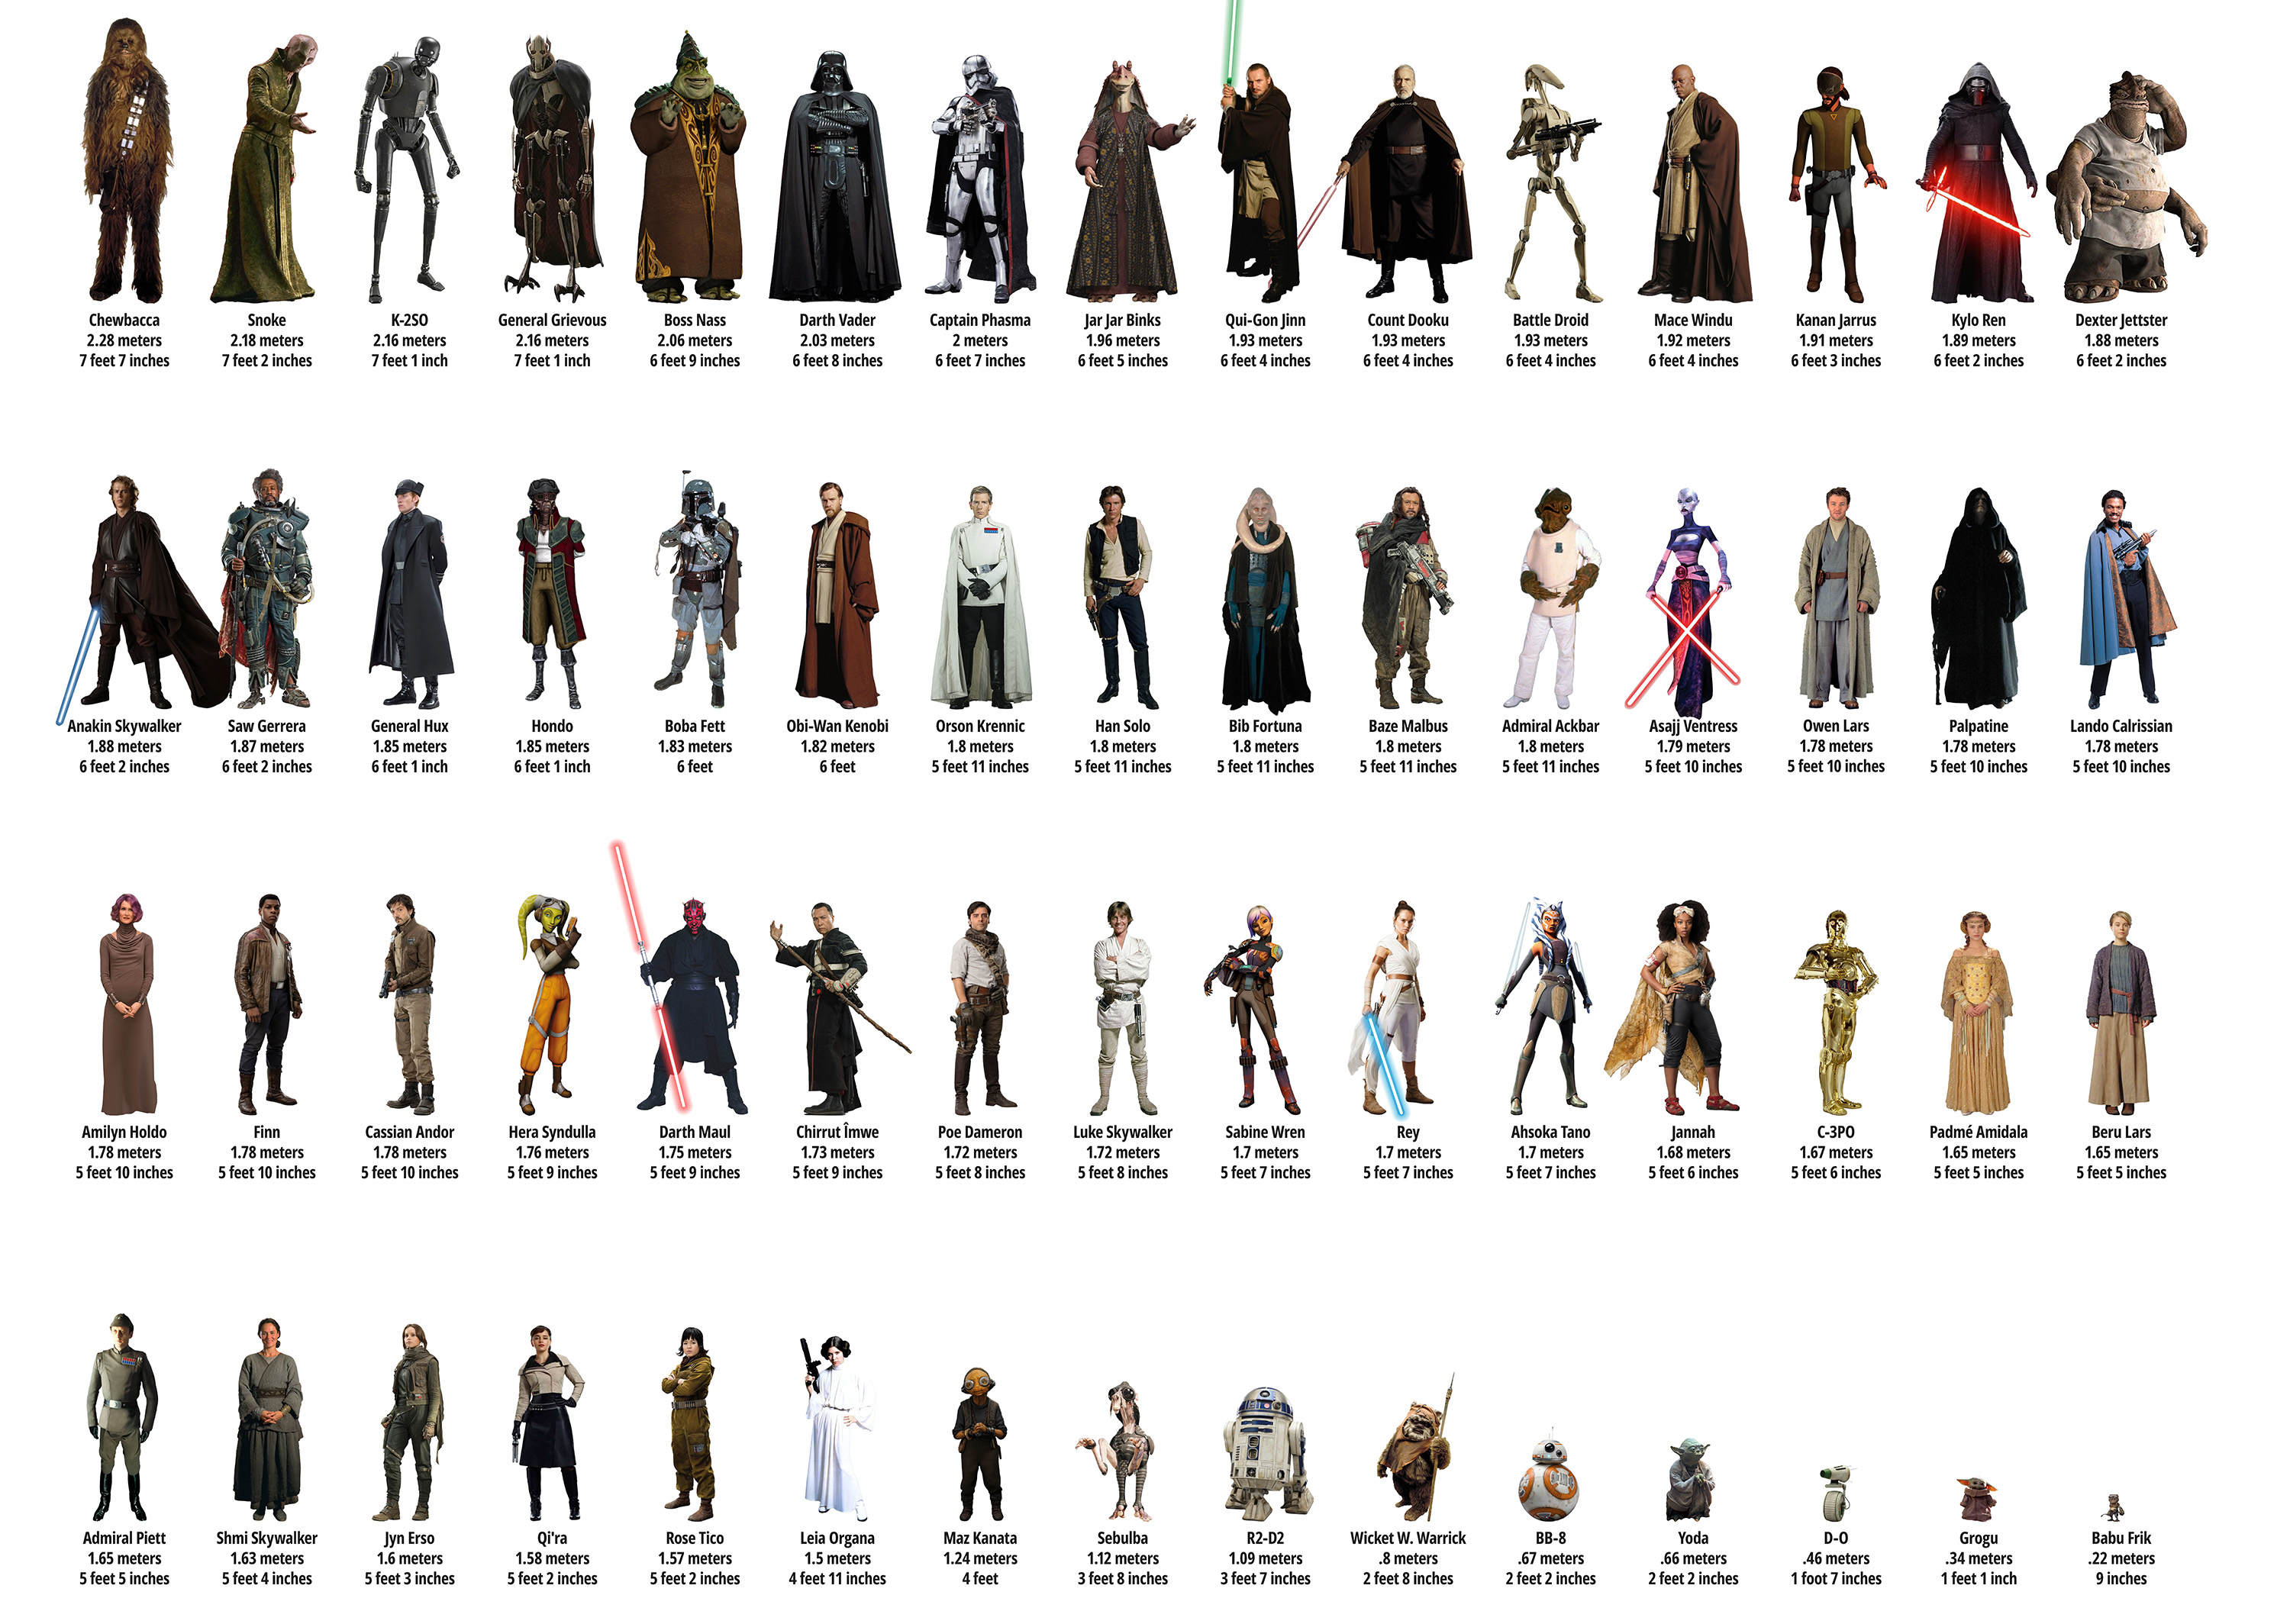 Chewbacca
2.28 meters
7 feet 7 inches
Snoke
2.18 meters
7 feet 2 inches
K-2SO
2.16 meters
7 feet 1 inch
General Grievous
2.16 meters
7 feet 1 inch
Boss Nass
2.06 meters
6 feet 9 inches
Darth Vader
2.03 meters
6 feet 8 inches
Captain Phasma
2 meters
6 feet 7 inches
Jar Jar Binks
1.96 meters
6 feet 5 inches
Qui-Gon Jinn
1.93 meters
6 feet 4 inches
Count Dooku
1.93 meters
6 feet 4 inches
Battle Droid
1.93 meters
6 feet 4 inches
Mace Windu
1.92 meters
6 feet 4 inches
Kanan Jarrus
1.91 meters
6 feet 3 inches
Kylo Ren
1.89 meters
6 feet 2 inches
Dexter Jettster
1.88 meters
6 feet 2 inches
Anakin Skywalker
1.88 meters
6 feet 2 inches
Saw Gerrera
1.87 meters
6 feet 2 inches
General Hux
1.85 meters
6 feet 1 inch
Hondo
1.85 meters
6 feet 1 inch
Boba Fett
1.83 meters
6 feet
Obi-Wan Kenobi
1.82 meters
6 feet
Orson Krennic
1.8 meters
5 feet 11 inches
Han Solo
1.8 meters
5 feet 11 inches
Bib Fortuna
1.8 meters
5 feet 11 inches
Baze Malbus
1.8 meters
5 feet 11 inches
Admiral Ackbar
1.8 meters
5 feet 11 inches
Asajj Ventress
1.79 meters
5 feet 10 inches
Owen Lars
1.78 meters
5 feet 10 inches
Palpatine
1.78 meters
5 feet 10 inches
Lando Calrissian
1.78 meters
5 feet 10 inches
Amilyn Holdo
1.78 meters
5 feet 10 inches
Finn
1.78 meters
5 feet 10 inches
Cassian Andor
1.78 meters
5 feet 10 inches
Hera Syndulla
1.76 meters
5 feet 9 inches
Darth Maul
1.75 meters
5 feet 9 inches
Chirrut Îmwe
1.73 meters
5 feet 9 inches
Poe Dameron
1.72 meters
5 feet 8 inches
Luke Skywalker
1.72 meters
5 feet 8 inches
Sabine Wren
1.7 meters
5 feet 7 inches
Rey
1.7 meters
5 feet 7 inches
Ahsoka Tano
1.7 meters
5 feet 7 inches
Jannah
1.68 meters
5 feet 6 inches
C-3PO
1.67 meters
5 feet 6 inches
Padmé Amidala
1.65 meters
5 feet 5 inches
Beru Lars
1.65 meters
5 feet 5 inches
Admiral Piett
1.65 meters
5 feet 5 inches
Shmi Skywalker
1.63 meters
5 feet 4 inches
Jyn Erso
1.6 meters
5 feet 3 inches
Qi'ra
1.58 meters
5 feet 2 inches
Rose Tico
1.57 meters
5 feet 2 inches
Leia Organa
1.5 meters
4 feet 11 inches
Maz Kanata
1.24 meters
4 feet
Sebulba
1.12 meters
3 feet 8 inches
R2-D2
1.09 meters
3 feet 7 inches
Wicket W. Warrick
.8 meters
2 feet 8 inches
BB-8
.67 meters
2 feet 2 inches
Yoda
.66 meters
2 feet 2 inches
D-O
.46 meters
1 foot 7 inches
Grogu
.34 meters
1 feet 1 inch
Babu Frik
.22 meters
9 inches